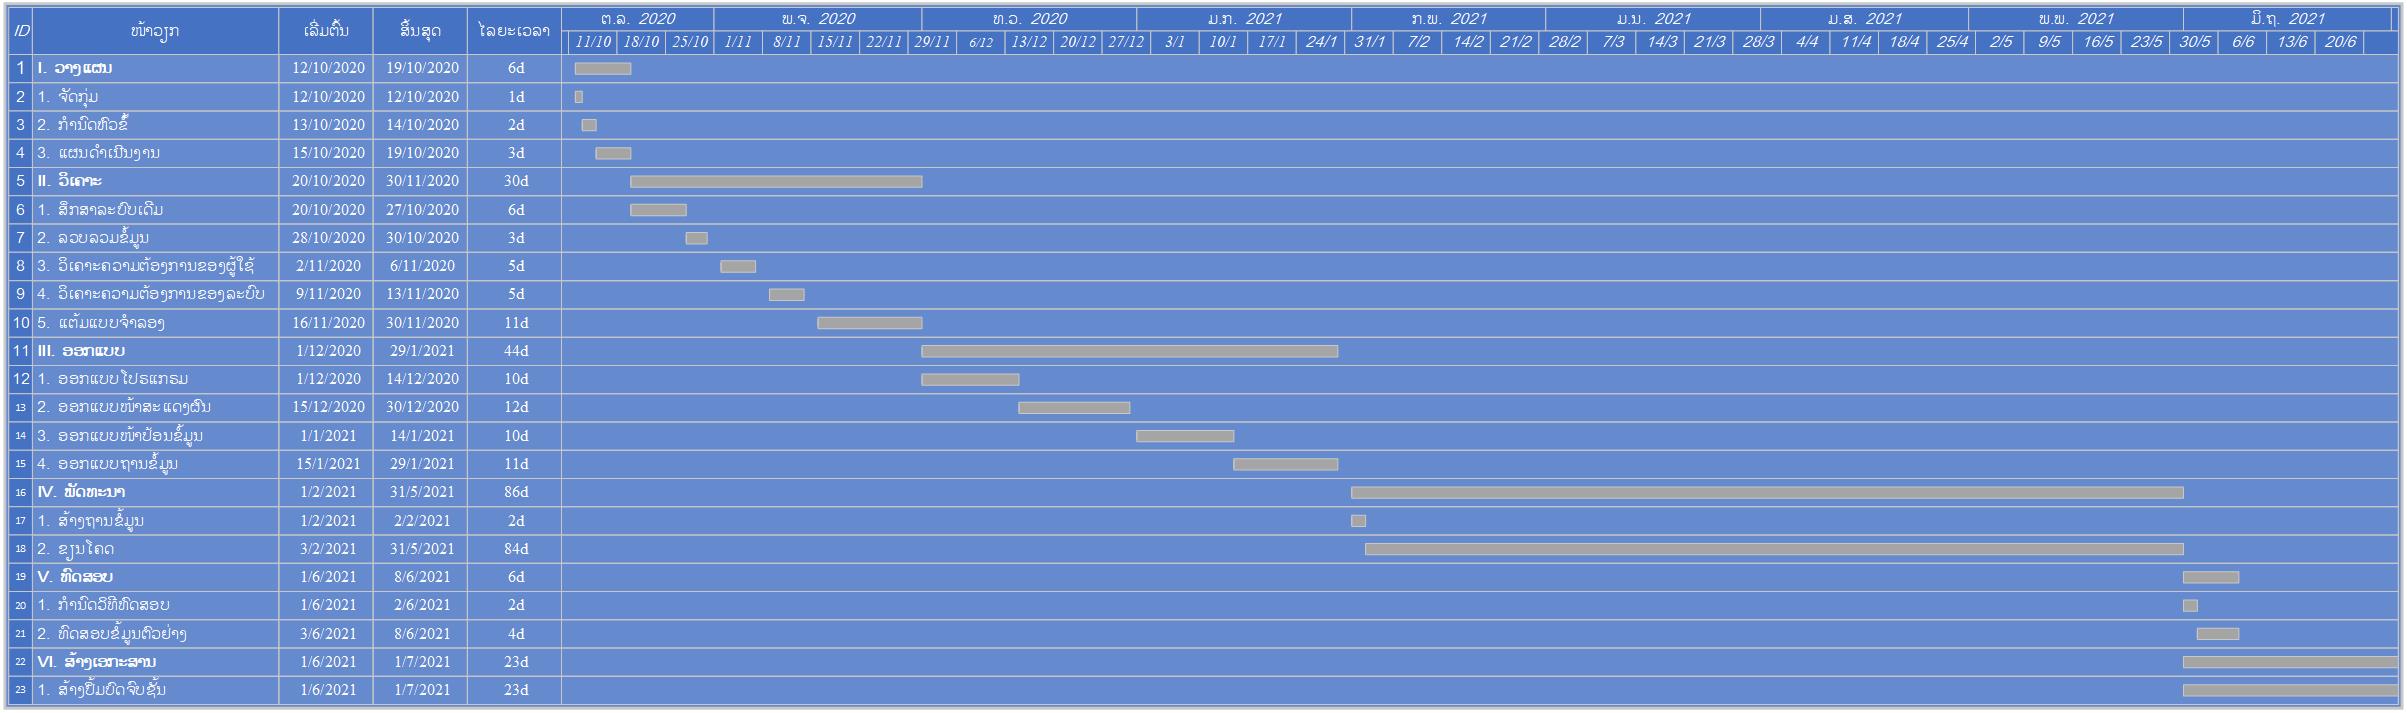 ID ໜ້າວຽກ ເລີ່ມຕົ້ນ ສິ້ນສຸດ ໄລຍະເວລາ ຕ.ລ. 2020 ພ.ຈ. 2020 ທ.ວ. 2020 ມ.ກ. 2021 ກ.ພ. 2021 ມ.ນ. 2021 ມ.ສ. 2021 ພ.ພ. 2021 ມິ.ຖ. 2021
11/10 18/10 25/10 1/11 8/11 15/11 22/11 29/11 6/12 13/12 20/12 27/12 3/1 10/1 17/1 24/1 31/1 7/2 14/2 21/2 28/2 7/3 14/3 21/3 28/3 4/4 11/4 18/4 25/4 2/5 9/5 16/5 23/5 30/5 6/6 13/6 20/6
1 I. ວາງແຜນ 12/10/2020 19/10/2020 6d
2 1. ຈັດກຸ່ມ 12/10/2020 12/10/2020 1d
3 2. ກຳນົດຫົວຂໍ້ 13/10/2020 14/10/2020 2d
4 3. ແຜນດຳເນີນງານ 15/10/2020 19/10/2020 3d
5 II. ວິເຄາະ 20/10/2020 30/11/2020 30d
6 1. ສຶກສາລະບົບເດີມ 20/10/2020 27/10/2020 6d
7 2. ລວບລວມຂໍ້ມູນ 28/10/2020 30/10/2020 3d
8 3. ວິເຄາະຄວາມຕ້ອງການຂອງຜູ້ໃຊ້ 2/11/2020 6/11/2020 5d
9 4. ວິເຄາະຄວາມຕ້ອງການຂອງລະບົບ 9/11/2020 13/11/2020 5d
10 5. ແຕ້ມແບບຈຳລອງ 16/11/2020 30/11/2020 11d
11 III. ອອກແບບ 1/12/2020 29/1/2021 44d
12 1. ອອກແບບໂປຣແກຣມ 1/12/2020 14/12/2020 10d
13 2. ອອກແບບໜ້າສະແດງຜົນ 15/12/2020 30/12/2020 12d
14 3. ອອກແບບໜ້າປ້ອນຂໍ້ມູນ 1/1/2021 14/1/2021 10d
15 4. ອອກແບບຖານຂໍ້ມູນ 15/1/2021 29/1/2021 11d
16 IV. ພັດທະນາ 1/2/2021 31/5/2021 86d
17 1. ສ້າງຖານຂໍ້ມູນ 1/2/2021 2/2/2021 2d
18 2. ຂຽນໂຄດ 3/2/2021 31/5/2021 84d
19 V. ທົດສອບ 1/6/2021 8/6/2021 6d
20 1. ກຳນົດວິທີທົດສອບ 1/6/2021 2/6/2021 2d
21 2. ທົດສອບຂໍ້ມູນຕົວຢ່າງ 3/6/2021 8/6/2021 4d
22 VI. ສ້າງເອກະສານ 1/6/2021 1/7/2021 23d
23 1. ສ້າງປຶ້ມບົດຈົບຊັ້ນ 1/6/2021 1/7/2021 23d